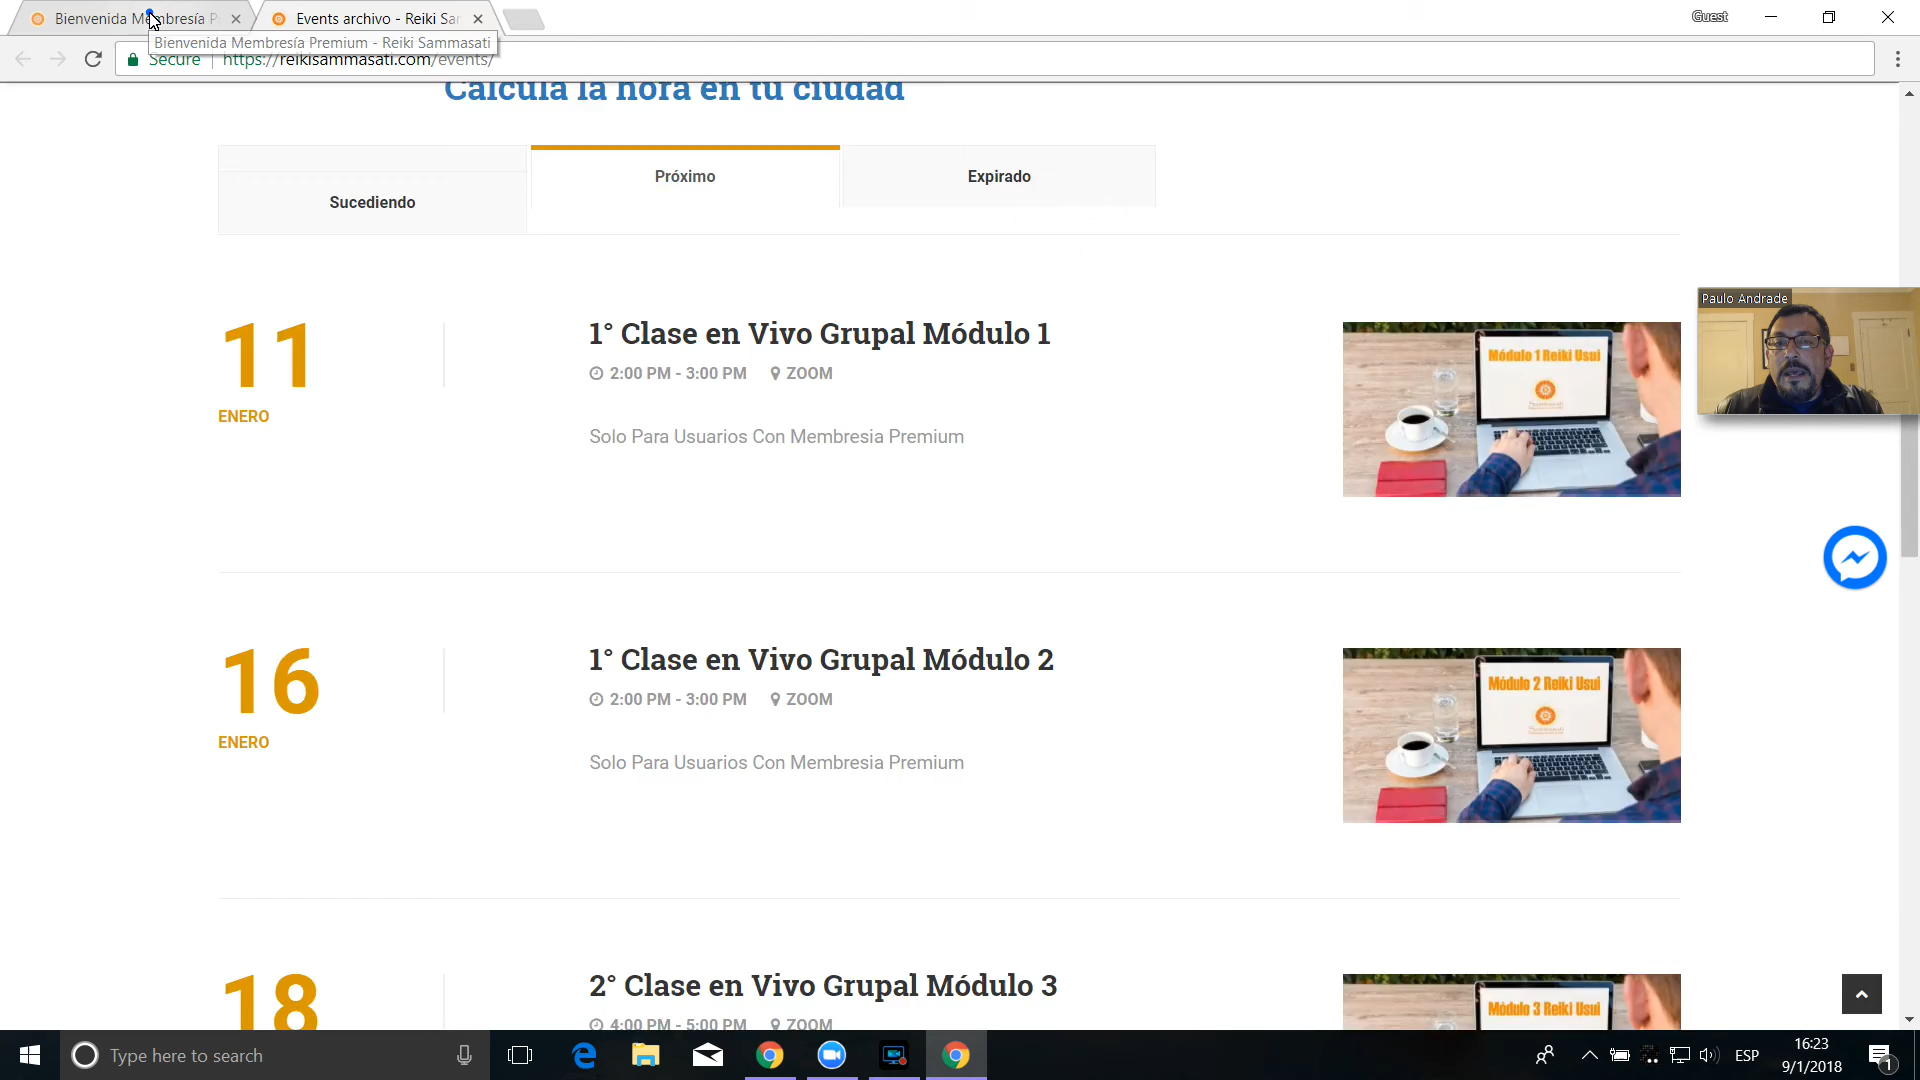 Bienvenida Membresía P
Events archivo - Reiki Sa
Guest
Bienvenida Membresía Premium - Reiki Sammasati
Secure
https://reikisammasati.com/events/
Calcula la hora en tu ciudad
Sucediendo
Próximo
Expirado
11
ENERO
1° Clase en Vivo Grupal Módulo 1
2:00 PM - 3:00 PM ZOOM
Solo Para Usuarios Con Membresia Premium
Módulo 1 Reiki Usui
Sammasati
Paulo Andrade
16
ENERO
1° Clase en Vivo Grupal Módulo 2
2:00 PM - 3:00 PM ZOOM
Solo Para Usuarios Con Membresia Premium
Módulo 2 Reiki Usui
Sammasati
18
2° Clase en Vivo Grupal Módulo 3
4:00 PM - 5:00 PM ZOOM
Módulo 3 Reiki Usui
Type here to search
ESP
16:23
9/1/2018
1